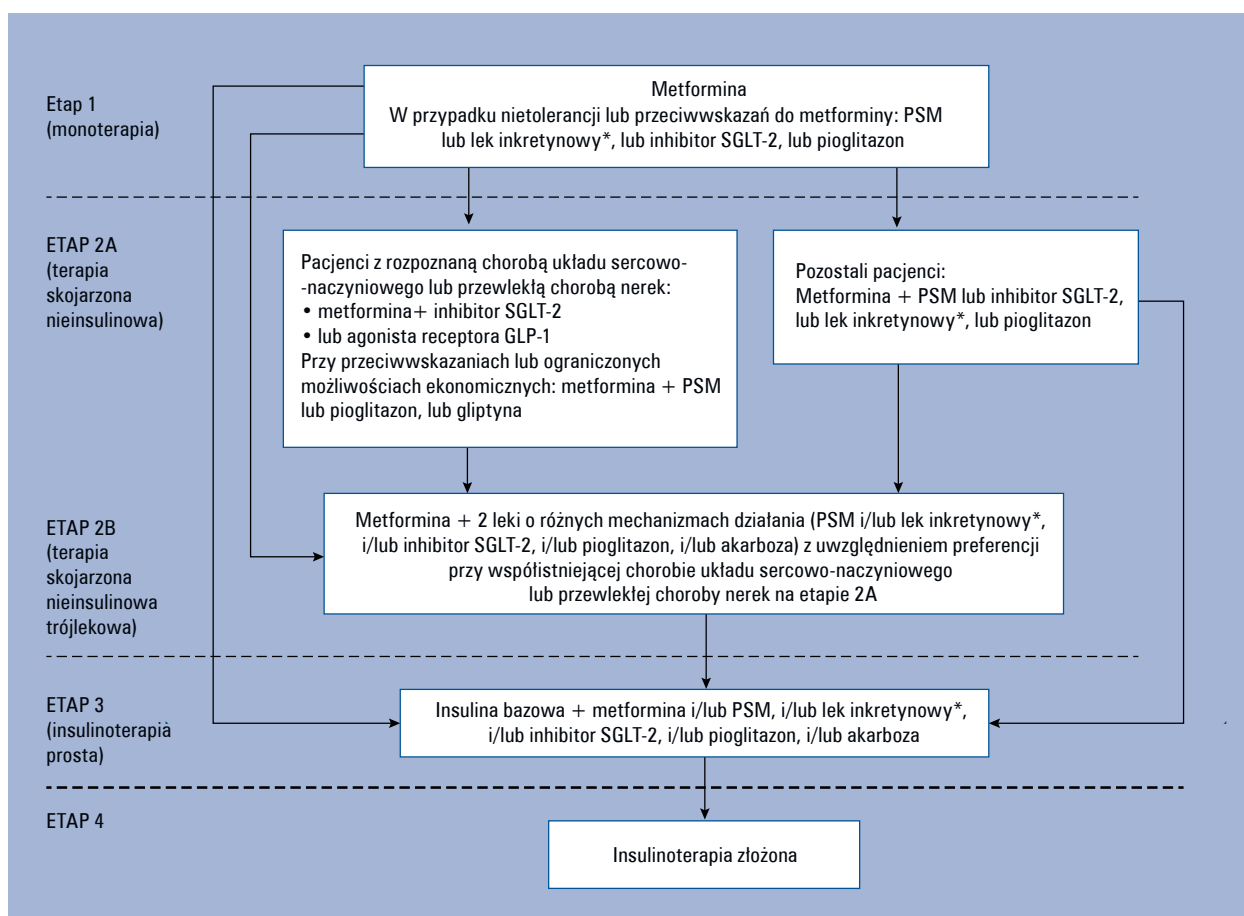 Etap 1
(monoterapia)
Metformina
W przypadku nietolerancji lub przeciwwskazań do metforminy: PSM
lub lek inkretynowy*, lub inhibitor SGLT-2, lub pioglitazon
ETAP 2A
(terapia
skojarzona
nieinsulinowa)
Pacjenci z rozpoznaną chorobą układu sercowo-
-naczyniowego lub przewlekłą chorobą nerek:
• metformina+ inhibitor SGLT-2
• lub agonista receptora GLP-1
Przy przeciwwskazaniach lub ograniczonych
możliwościach ekonomicznych: metformina + PSM
lub pioglitazon, lub gliptyna
Pozostali pacjenci:
Metformina + PSM lub inhibitor SGLT-2,
lub lek inkretynowy*, lub pioglitazon
ETAP 2B
(terapia
skojarzona
nieinsulinowa
trójlekowa)
Metformina + 2 leki o różnych mechanizmach działania (PSM i/lub lek inkretynowy*,
i/lub inhibitor SGLT-2, i/lub pioglitazon, i/lub akarboza) z uwzględnieniem preferencji
przy współistniejącej chorobie układu sercowo-naczyniowego
lub przewlekłej choroby nerek na etapie 2A
ETAP 3
(insulinoterapià
prosta)
Insulina bazowa + metformina i/lub PSM, i/lub lek inkretynowy*,
i/lub inhibitor SGLT-2, i/lub pioglitazon, i/lub akarboza
ETAP 4
Insulinoterapia złożona